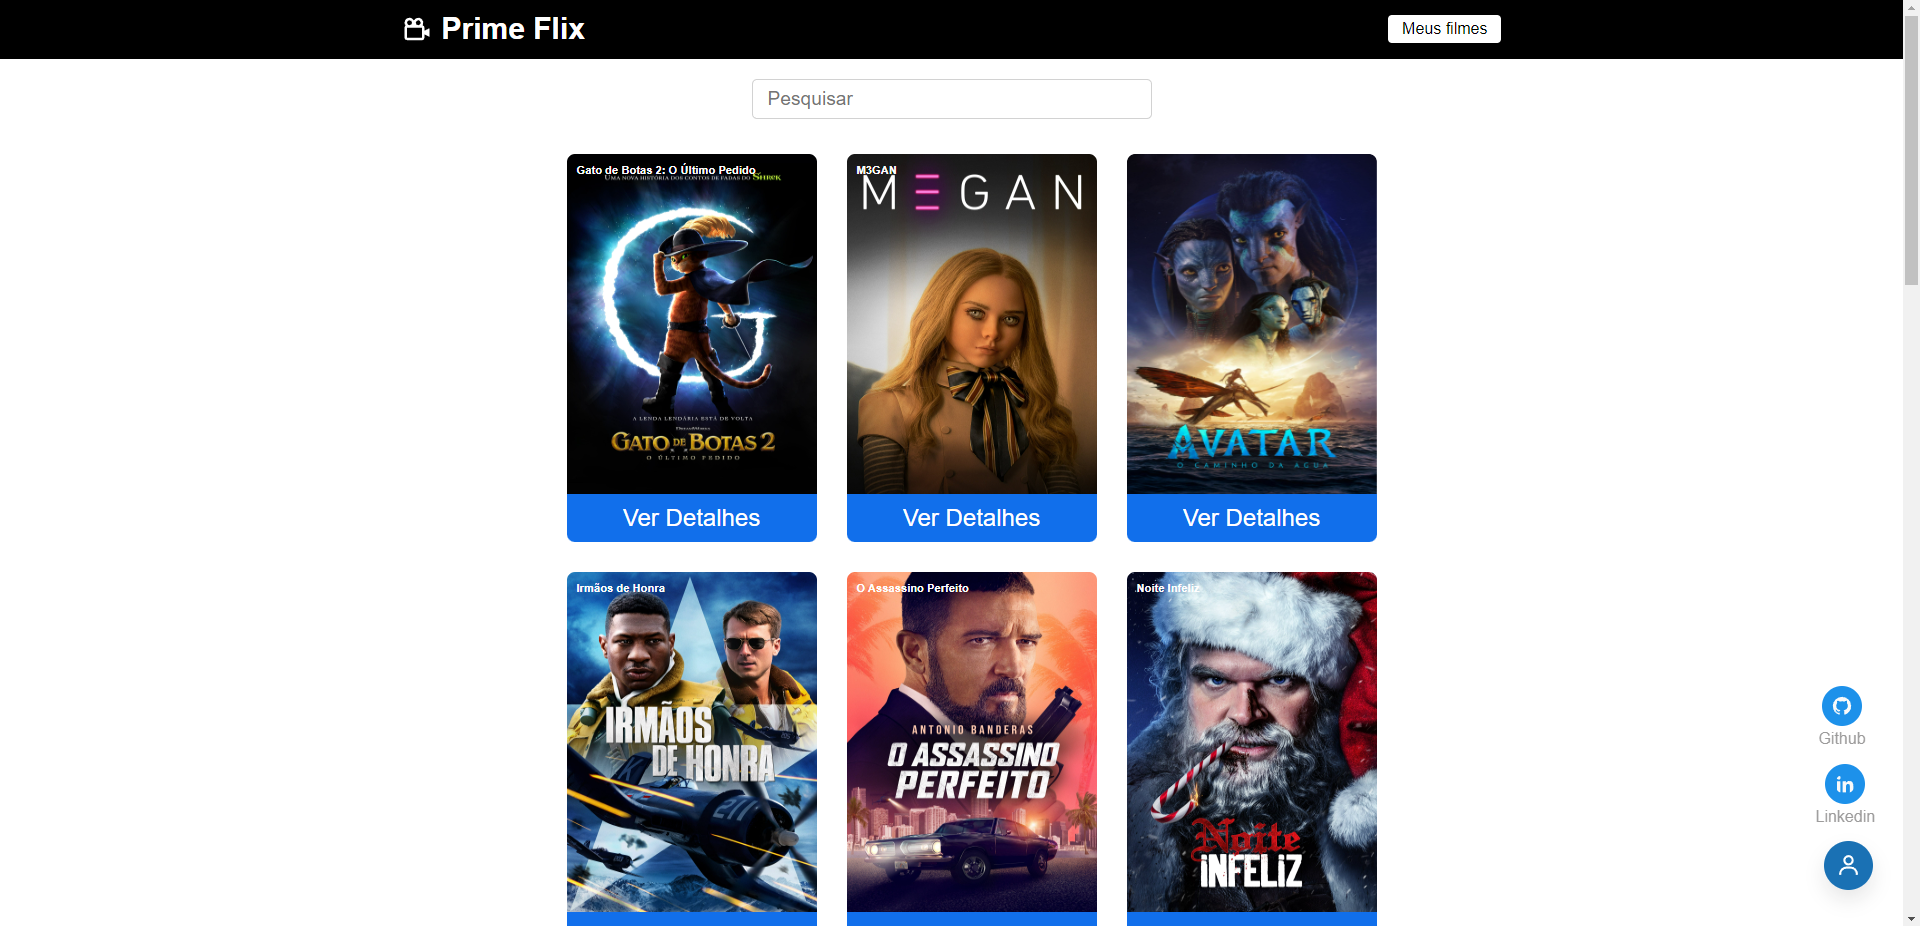 Prime Flix
Meus filmes
Pesquisar
Gato de Botas 2: O Último Pedido
UMA NOVA HISTÓRIA DOS CONTOS DE FADAS DO SHREK
A LENDA LENDÁRIA ESTÁ DE VOLTA
DREAMWORKS
GATO DE BOTAS 2
O ÚLTIMO PEDIDO
Ver Detalhes
M3GAN
M Ǝ G A N
Ver Detalhes
AVATAR
O CAMINHO DA ÁGUA
Ver Detalhes
Irmãos de Honra
IRMÃOS
DE HONRA
211
O Assassino Perfeito
ANTONIO BANDERAS
O ASSASSINO
PERFEITO
Noite Infeliz
Noite
INFELIZ
Github
in
Linkedin